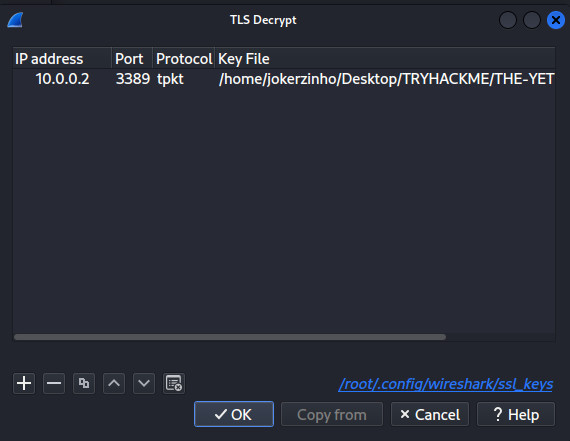 TLS Decrypt
IP address Port Protocol Key File
10.0.0.2 3389 tpkt /home/jokerzinho/Desktop/TRYHACKME/THE-YET
/root/.config/wireshark/ssl_keys
OK Copy from Cancel ? Help